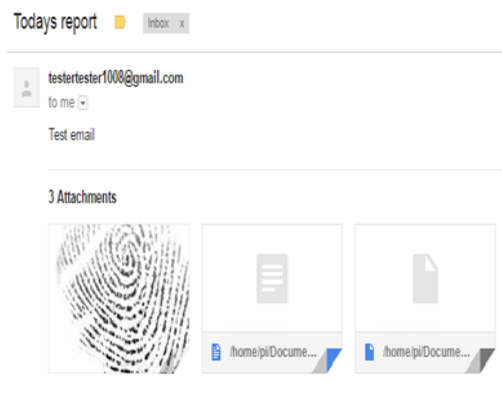 Todays report
Inbox x
testertester1008@gmail.com
to me
Test email
3 Attachments
/home/pi/Docume...
/home/pi/Docume...